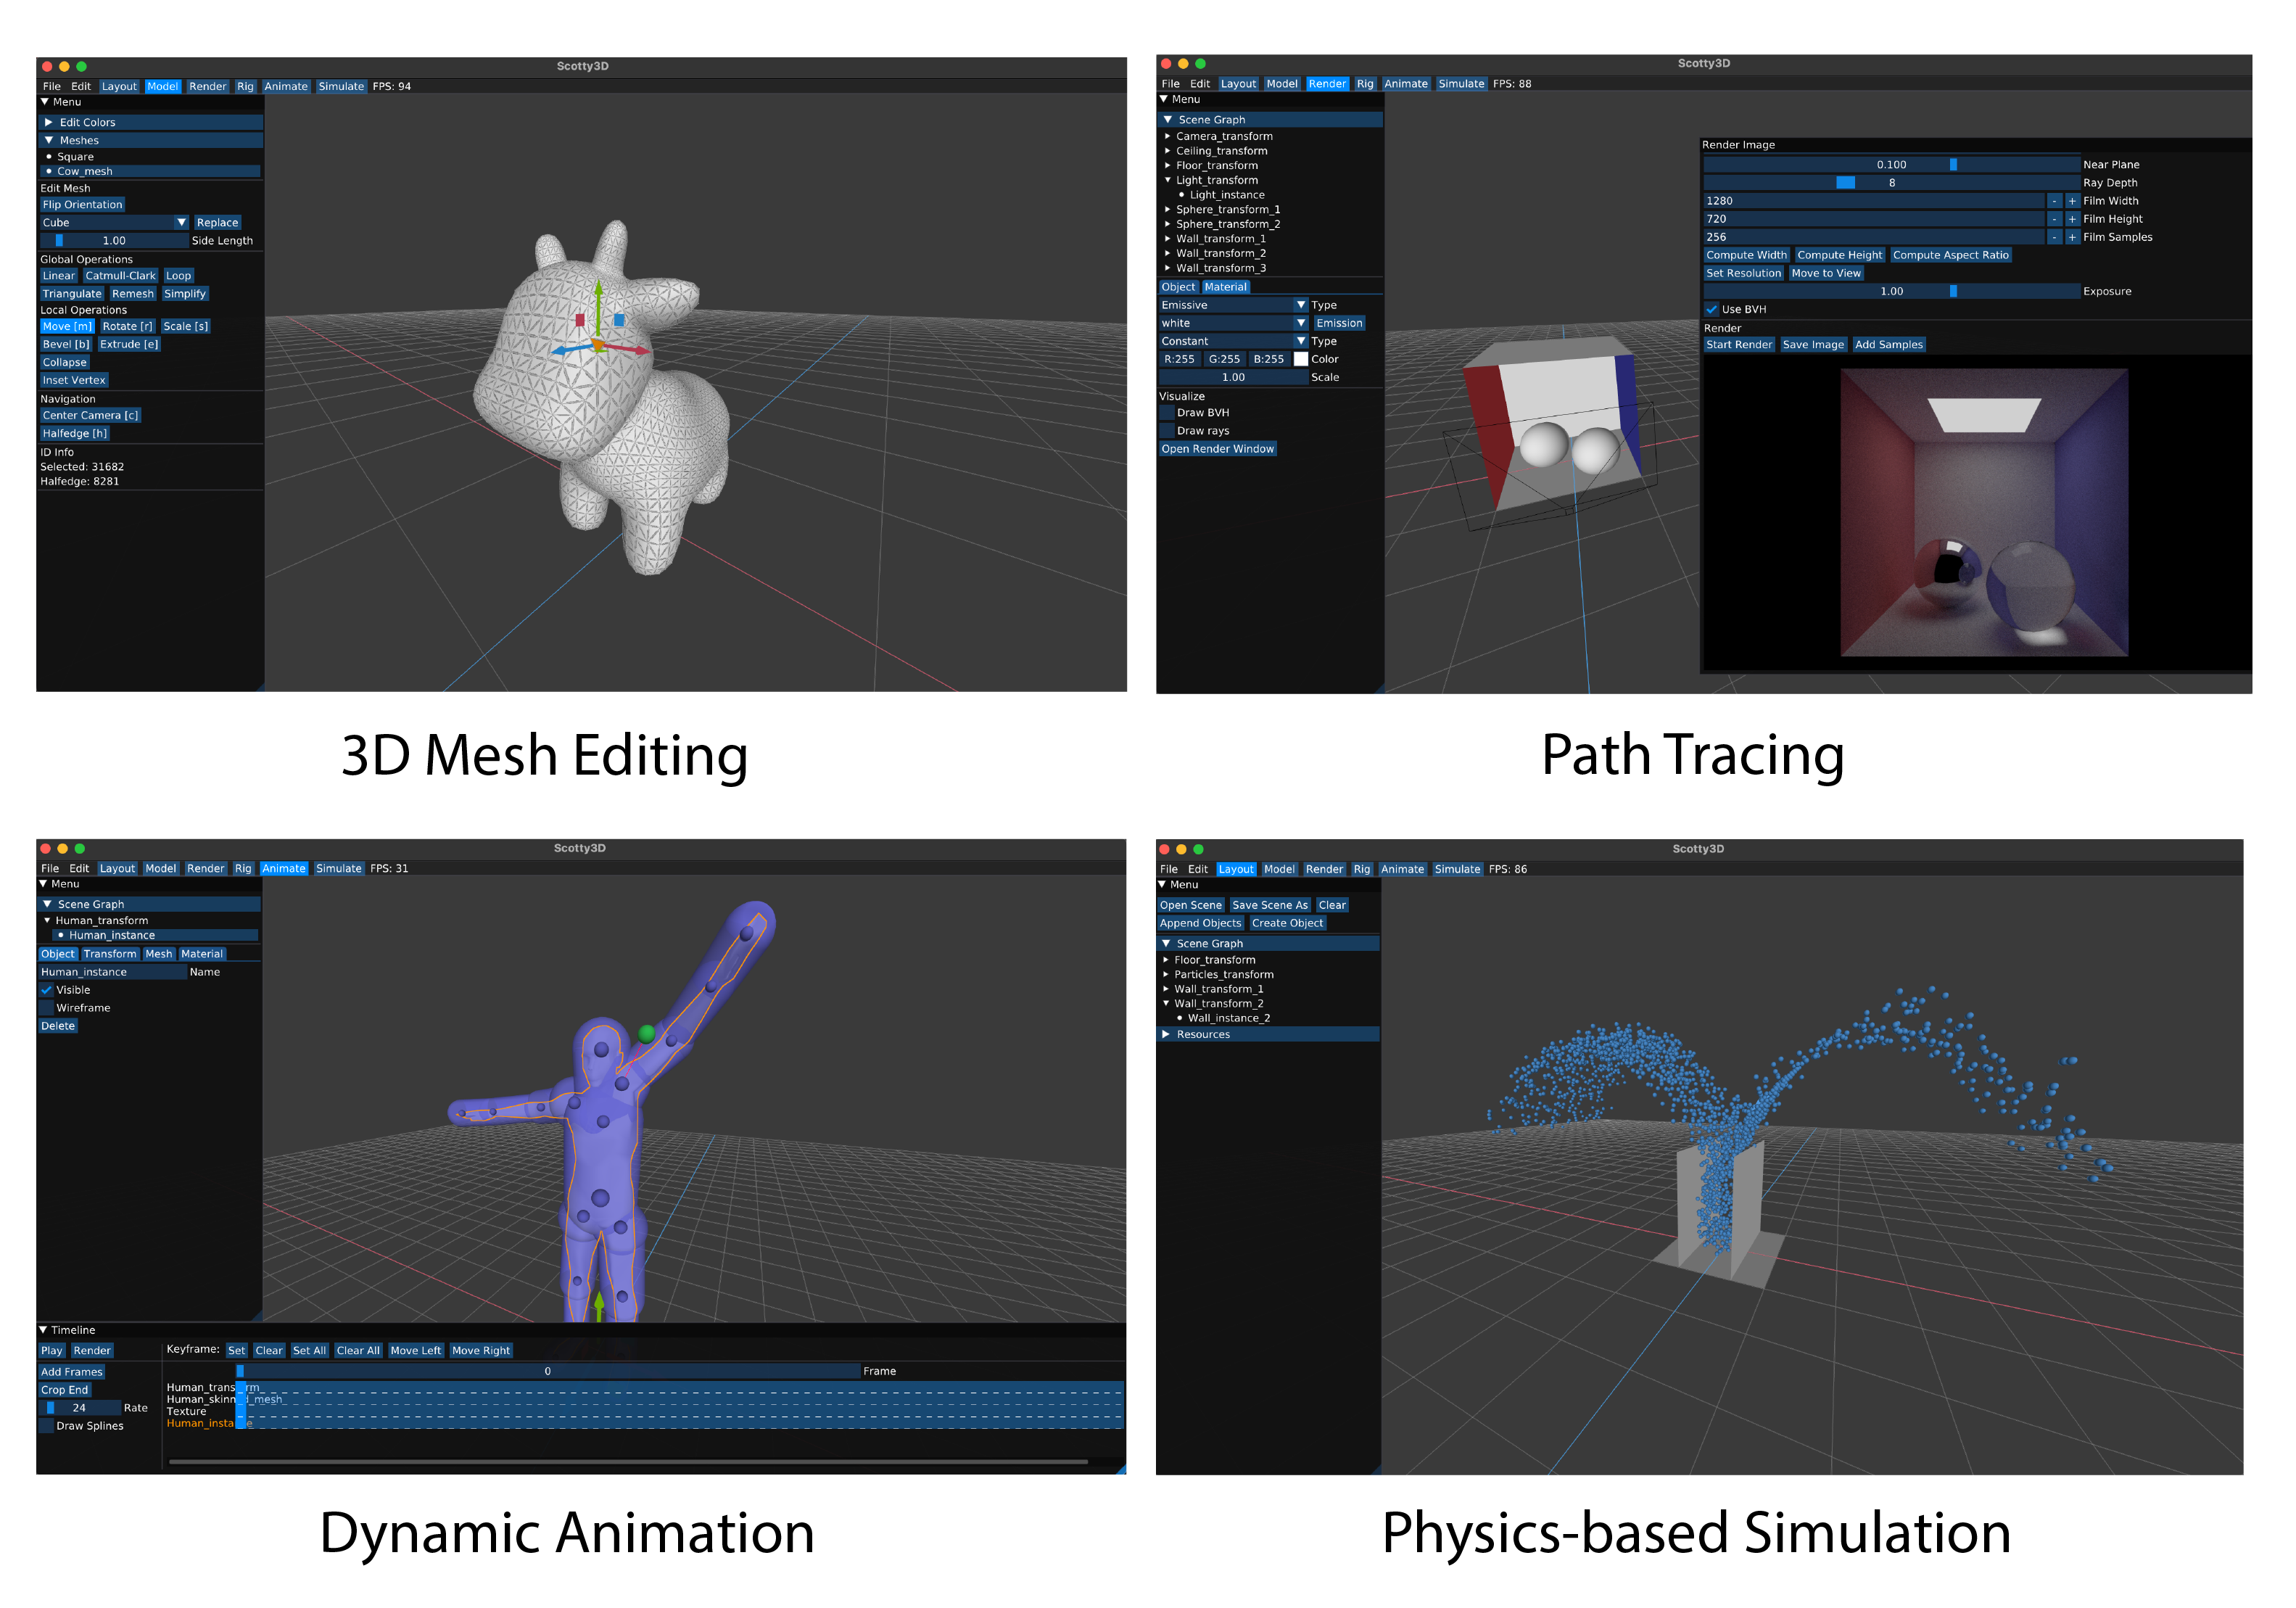 Scotty3D
File Edit Layout Model Render Rig Animate Simulate FPS: 94
Menu
Edit Colors
Meshes
Square
Cow_mesh
Edit Mesh
Flip Orientation
Cube Replace
1.00 Side Length
Global Operations
Linear Catmull-Clark Loop
Triangulate Remesh Simplify
Local Operations
Move [m] Rotate [r] Scale [s]
Bevel [b] Extrude [e]
Collapse
Inset Vertex
Navigation
Center Camera [c]
Halfedge [h]
ID Info
Selected: 31682
Halfedge: 8281
3D Mesh Editing
Scotty3D
File Edit Layout Model Render Rig Animate Simulate FPS: 88
Menu
Scene Graph
Camera_transform
Ceiling_transform
Floor_transform
Light_transform
Light_instance
Sphere_transform_1
Sphere_transform_2
Wall_transform_1
Wall_transform_2
Wall_transform_3
Object Material
Emissive Type
white Emission
Constant Type
R:255 G:255 B:255 Color
1.00 Scale
Visualize
Draw BVH
Draw rays
Open Render Window
Render Image
0.100 Near Plane
8 Ray Depth
1280 - + Film Width
720 - + Film Height
256 - + Film Samples
Compute Width Compute Height Compute Aspect Ratio
Set Resolution Move to View
1.00 Exposure
Use BVH
Render
Start Render Save Image Add Samples
Path Tracing
Scotty3D
File Edit Layout Model Render Rig Animate Simulate FPS: 31
Menu
Scene Graph
Human_transform
Human_instance
Object Transform Mesh Material
Human_instance Name
Visible
Wireframe
Delete
Timeline
Play Render Keyframe: Set Clear Set All Clear All Move Left Move Right
Add Frames 0 Frame
Crop End
24 Rate
Draw Splines
Human_transform
Human_skinned_mesh
Texture
Human_instance
Dynamic Animation
Scotty3D
File Edit Layout Model Render Rig Animate Simulate FPS: 86
Menu
Open Scene Save Scene As Clear
Append Objects Create Object
Scene Graph
Floor_transform
Particles_transform
Wall_transform_1
Wall_transform_2
Wall_instance_2
Resources
Physics-based Simulation